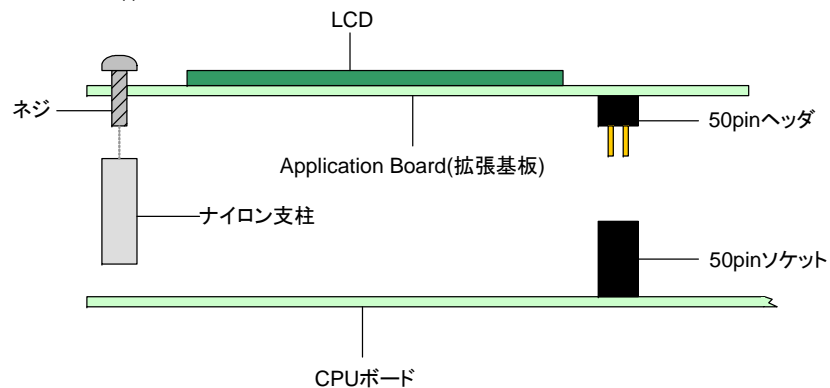 LCD
ネジ
50pinヘッダ
Application Board(拡張基板)
ナイロン支柱
50pinソケット
CPUボード